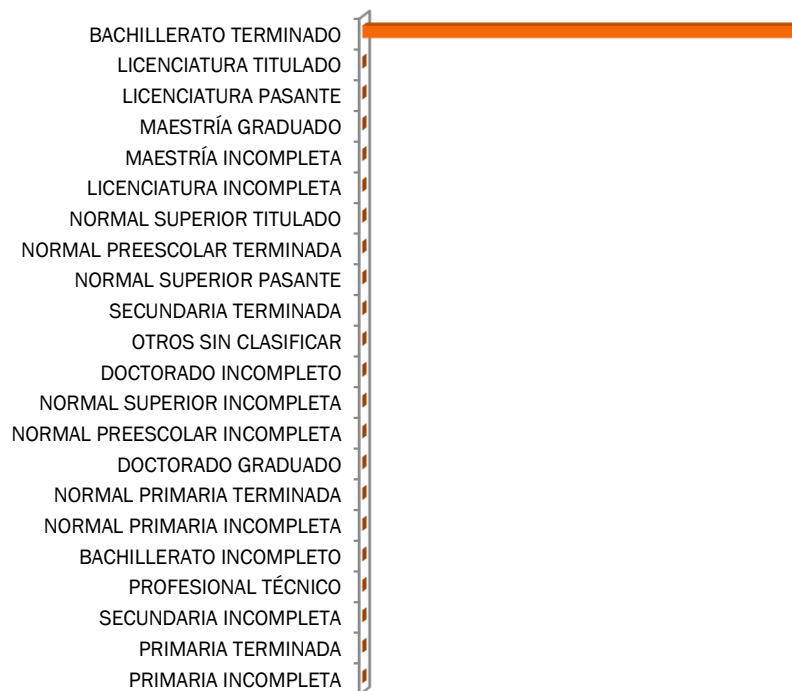 BACHILLERATO TERMINADO
LICENCIATURA TITULADO
LICENCIATURA PASANTE
MAESTRÍA GRADUADO
MAESTRÍA INCOMPLETA
LICENCIATURA INCOMPLETA
NORMAL SUPERIOR TITULADO
NORMAL PREESCOLAR TERMINADA
NORMAL SUPERIOR PASANTE
SECUNDARIA TERMINADA
OTROS SIN CLASIFICAR
DOCTORADO INCOMPLETO
NORMAL SUPERIOR INCOMPLETA
NORMAL PREESCOLAR INCOMPLETA
DOCTORADO GRADUADO
NORMAL PRIMARIA TERMINADA
NORMAL PRIMARIA INCOMPLETA
BACHILLERATO INCOMPLETO
PROFESIONAL TÉCNICO
SECUNDARIA INCOMPLETA
PRIMARIA TERMINADA
PRIMARIA INCOMPLETA